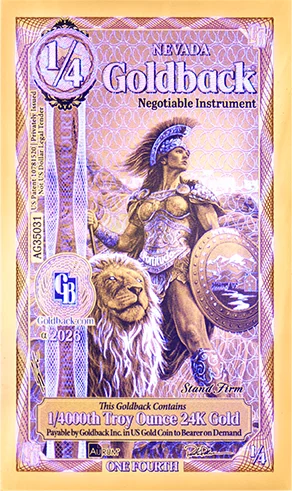 1/4
NEVADA
Goldback
Negotiable Instrument
US Patent 10781520 | Privately Issued
Not US Dollar Legal Tender
AG35031
GB
Goldback.com
α 2023
Stand Firm
This Goldback Contains
1/4000th Troy Ounce 24K Gold
Payable by Goldback Inc. in US Gold Coin to Bearer on Demand
ONE FOURTH
1/4